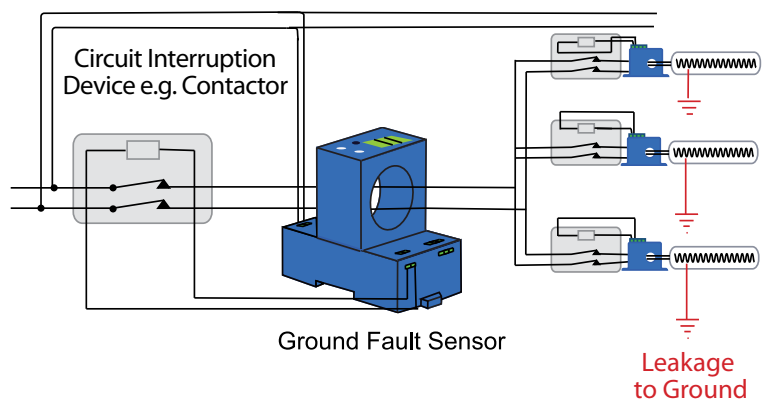 Circuit Interruption
Device e.g. Contactor
Ground Fault Sensor
Leakage
to Ground